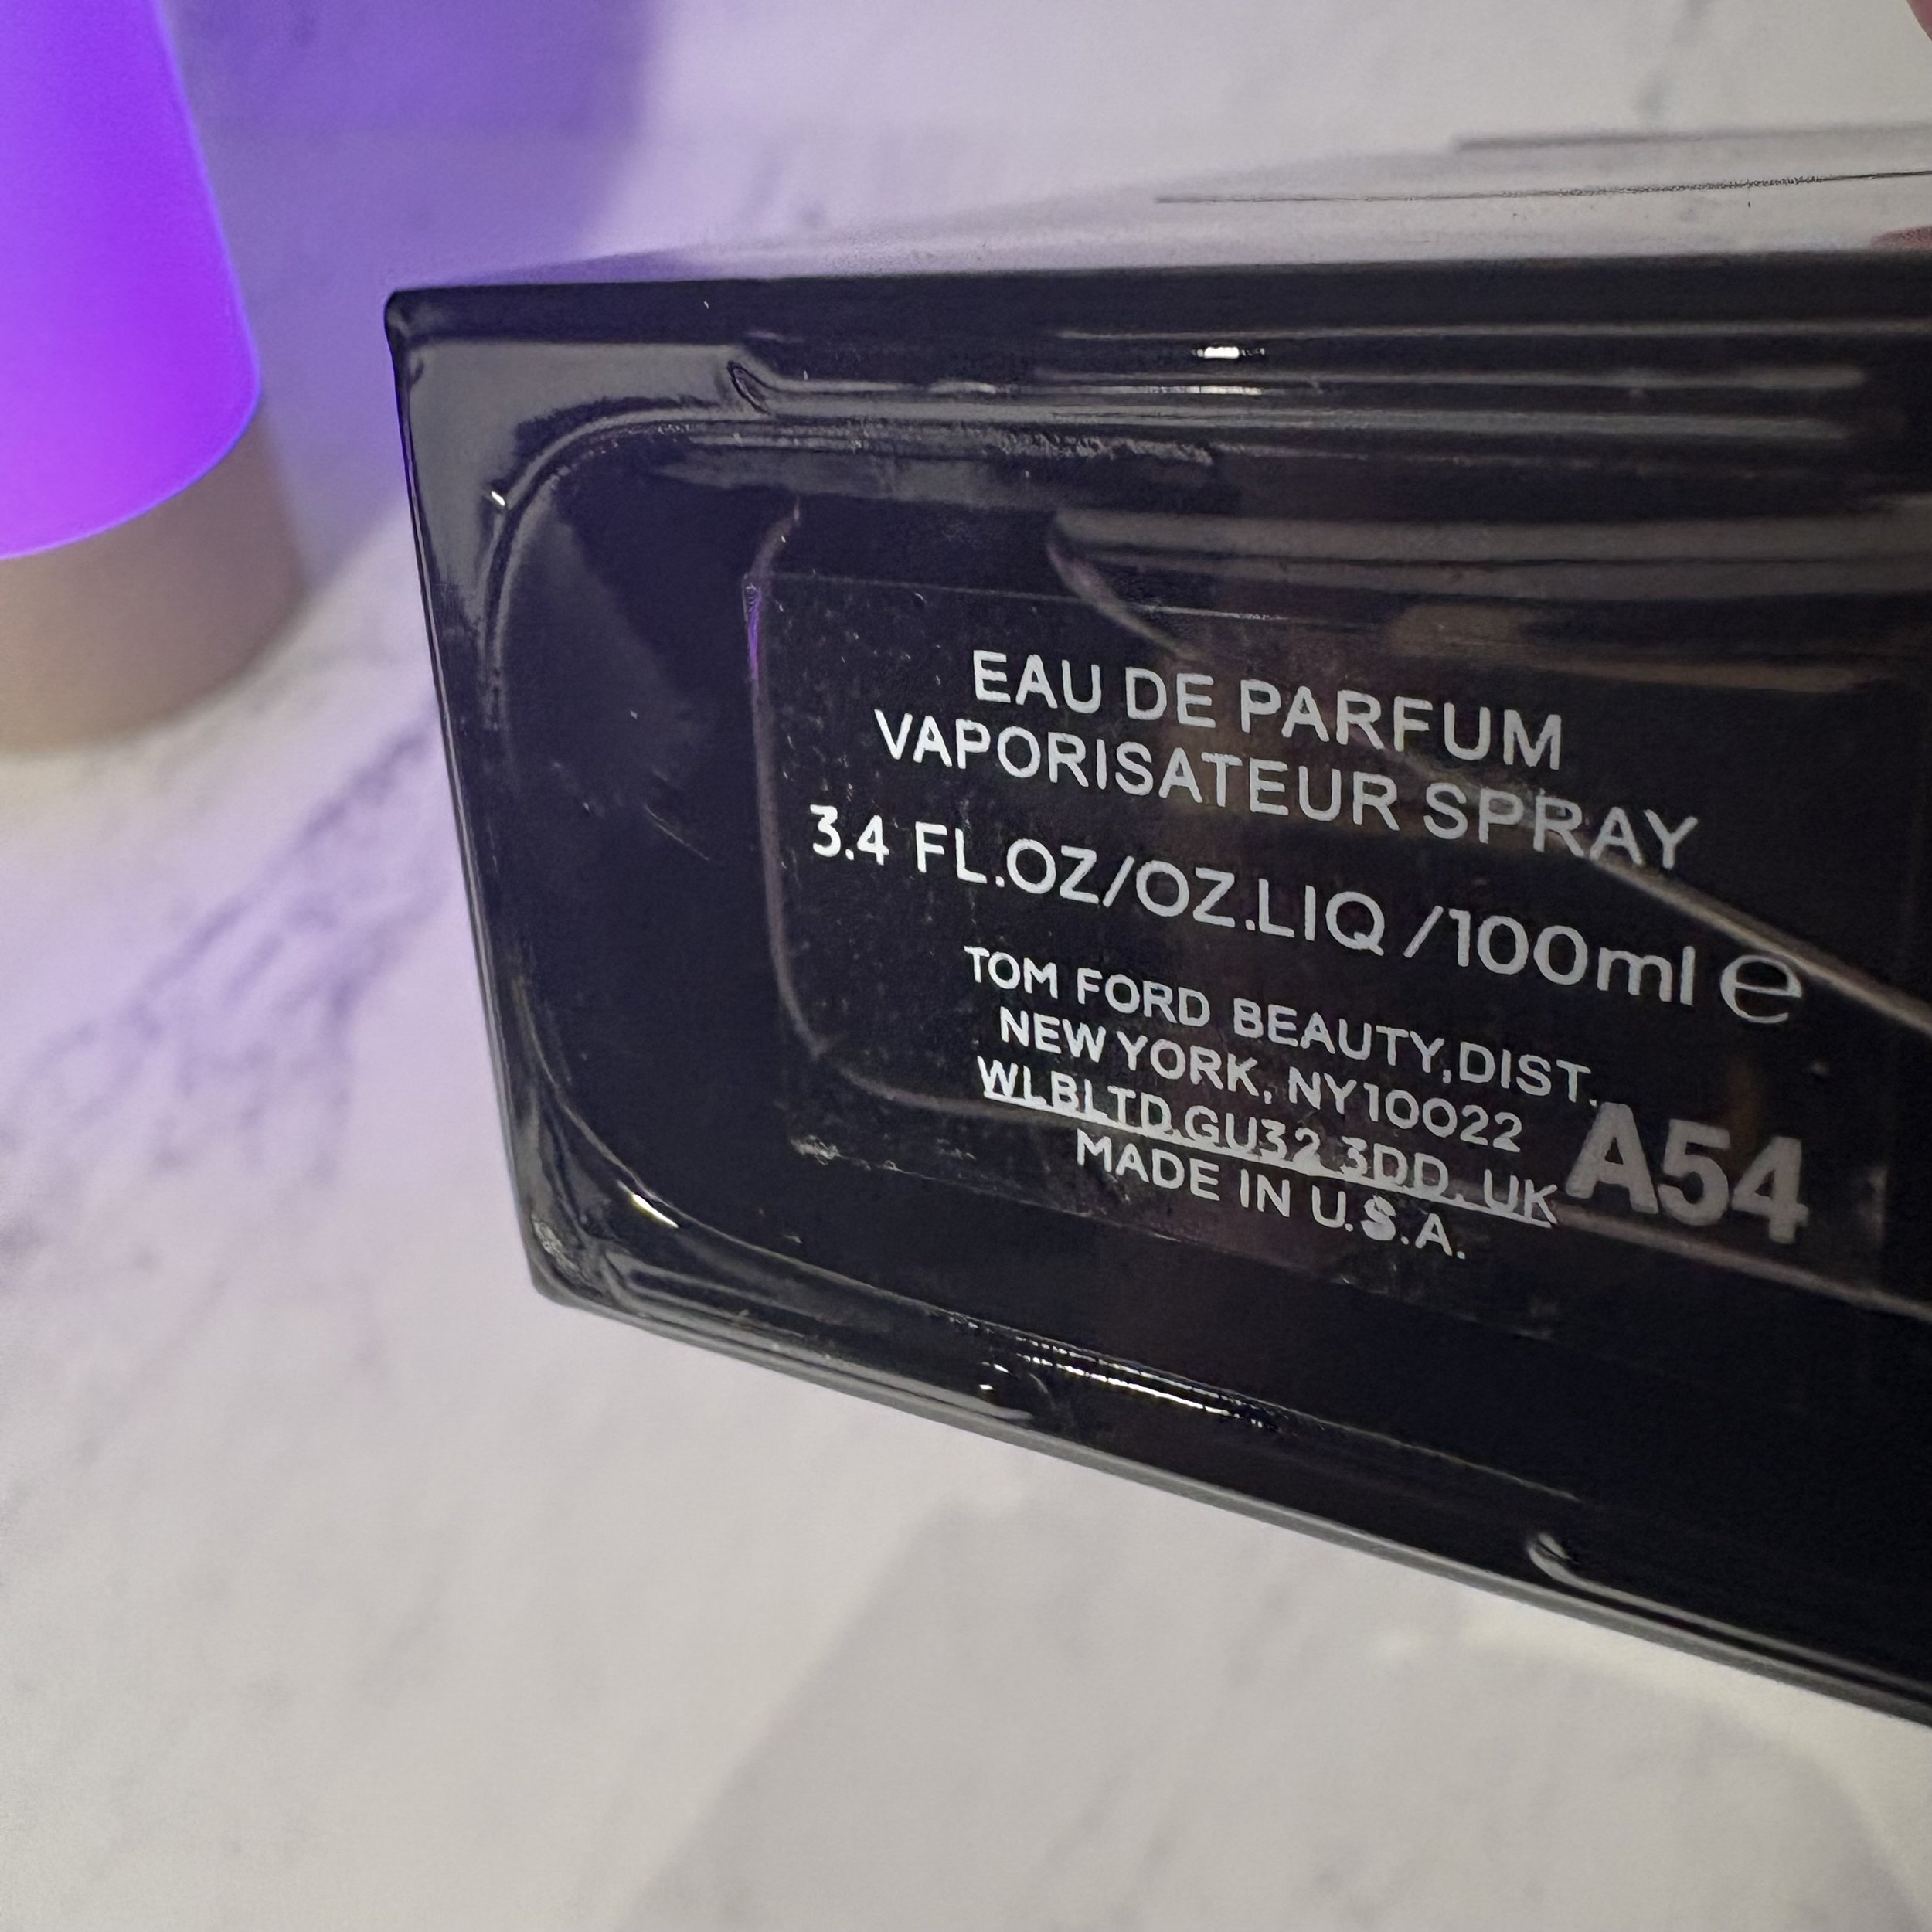 EAU DE PARFUM
VAPORISATEUR SPRAY
3.4 FL.OZ/OZ.LIQ /100ml e
TOM FORD BEAUTY,DIST.
NEW YORK, NY10022
WLBLTD.GU32 3DD. UK
MADE IN U.S.A.
A54